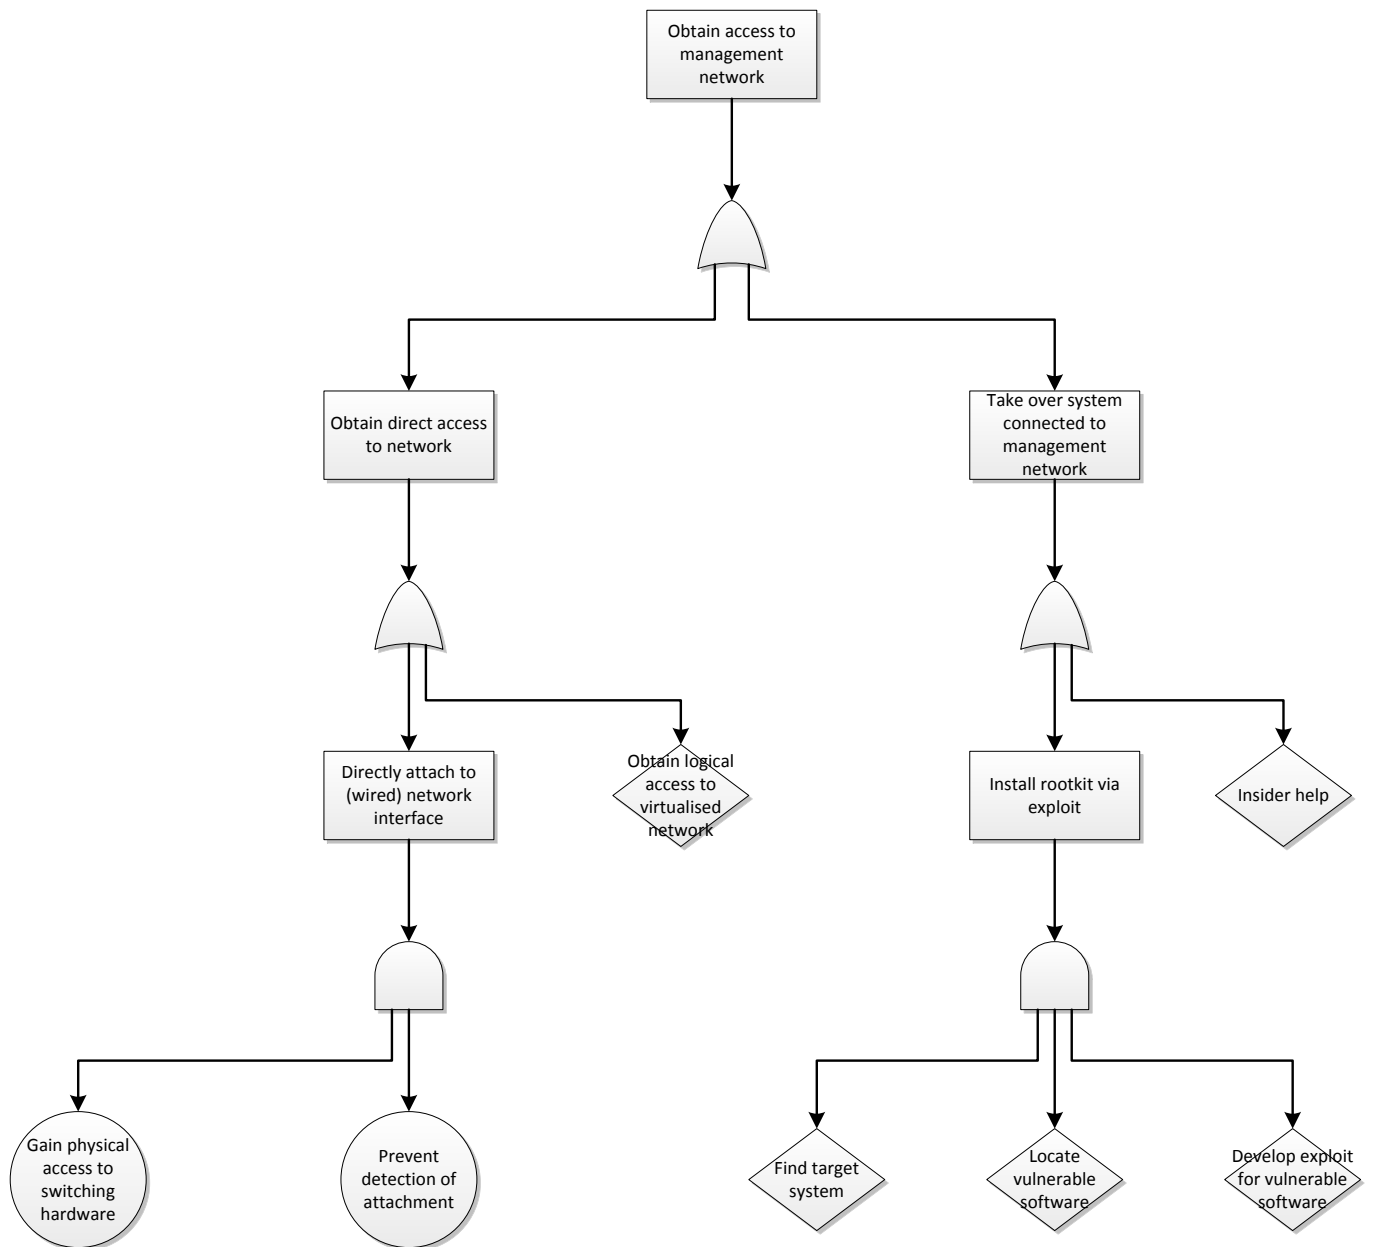 Obtain access to
management
network
Obtain direct access
to network
Take over system
connected to
management
network
Directly attach to
(wired) network
interface
Obtain logical
access to
virtualised
network
Install rootkit via
exploit
Insider help
Gain physical
access to
switching
hardware
Prevent
detection of
attachment
Find target
system
Locate
vulnerable
software
Develop exploit
for vulnerable
software